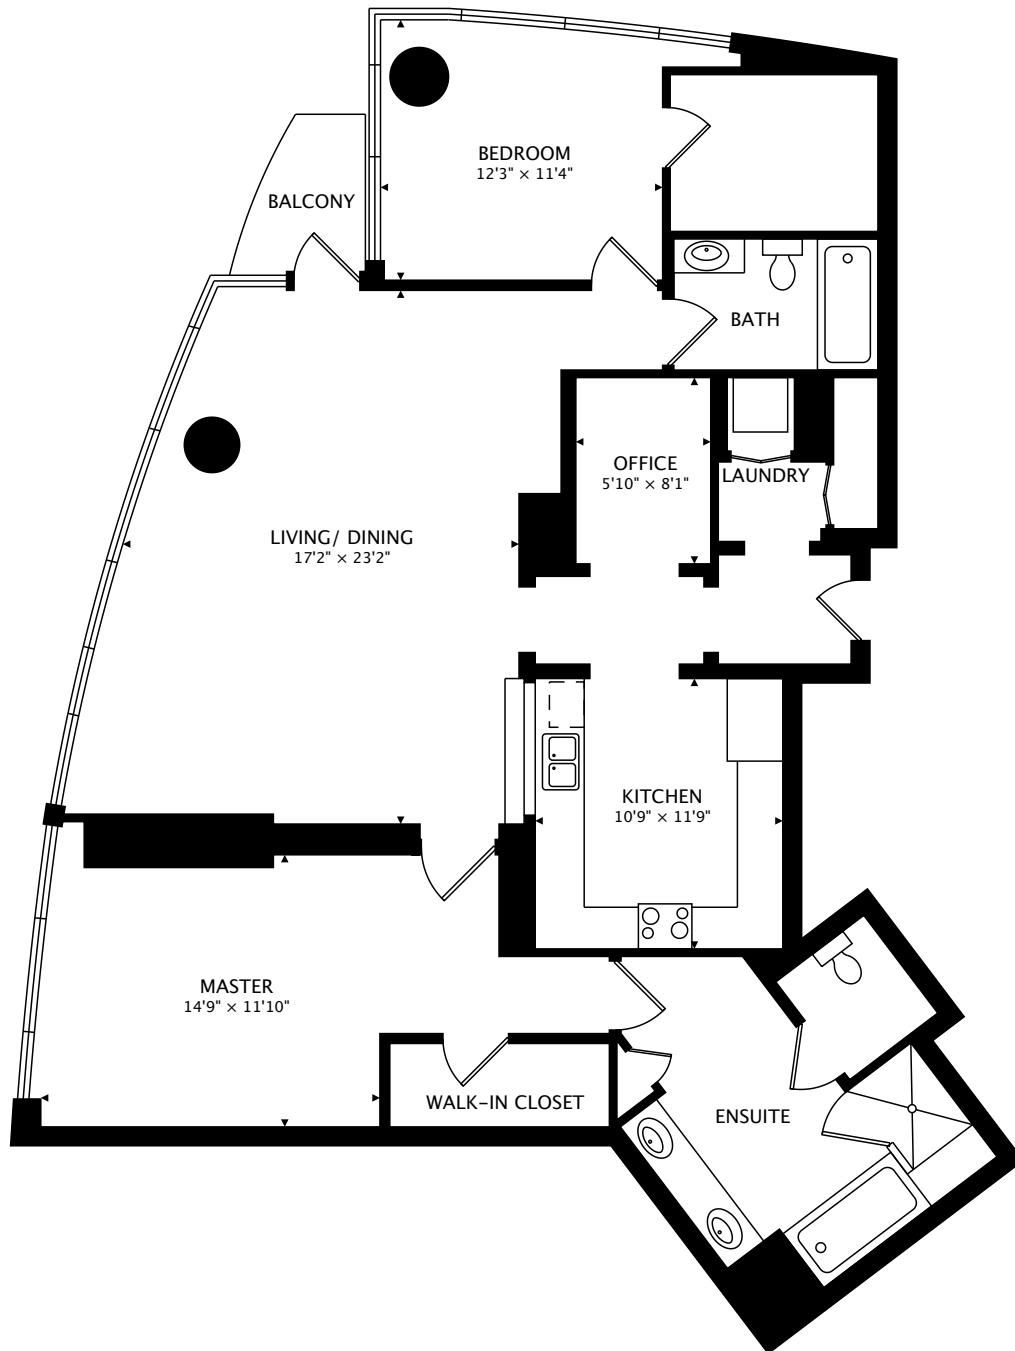 BEDROOM
12'3" × 11'4"
BALCONY
BATH
OFFICE
5'10" × 8'1"
LAUNDRY
LIVING/ DINING
17'2" × 23'2"
KITCHEN
10'9" × 11'9"
MASTER
14'9" × 11'10"
WALK-IN CLOSET
ENSUITE